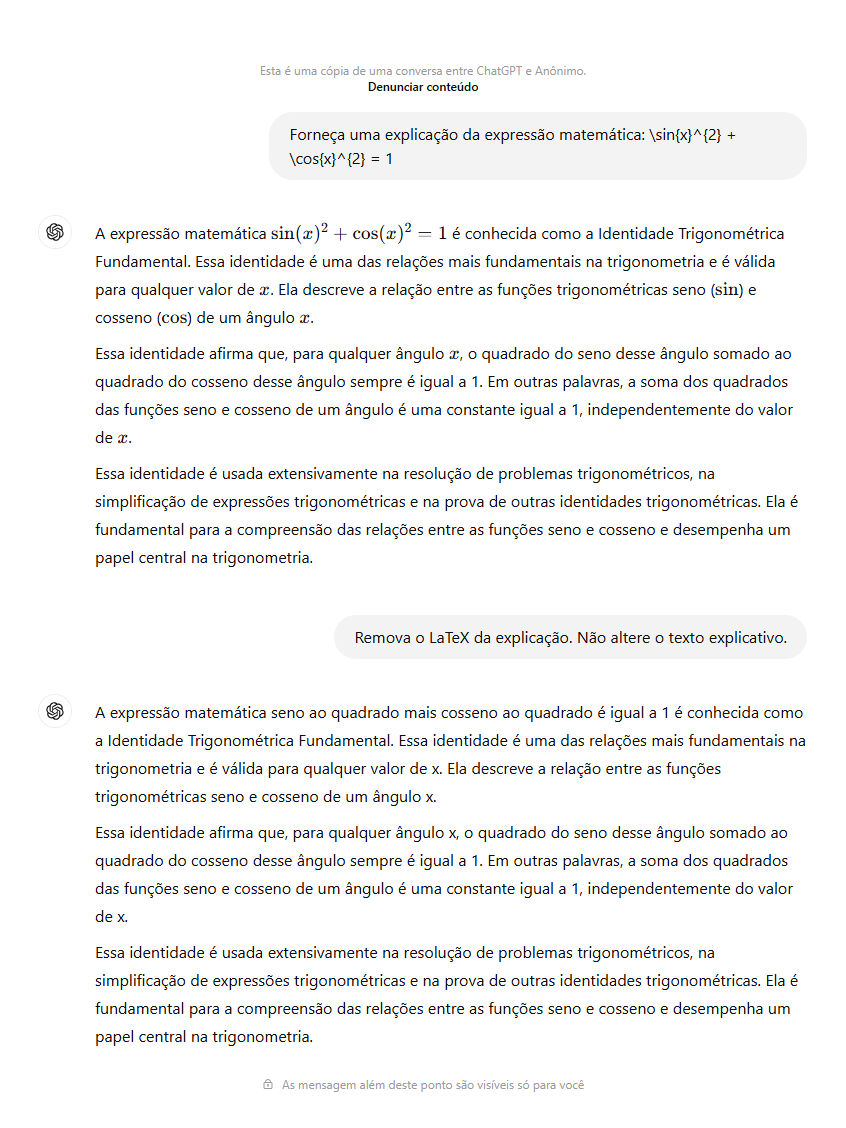 Esta é uma cópia de uma conversa entre ChatGPT e Anônimo.
Denunciar conteúdo
Forneça uma explicação da expressão matemática: \sin{x}^{2} +
\cos{x}^{2} = 1
A expressão matemática sin(x)² + cos(x)² = 1 é conhecida como a Identidade Trigonométrica
Fundamental. Essa identidade é uma das relações mais fundamentais na trigonometria e é válida
para qualquer valor de x. Ela descreve a relação entre as funções trigonométricas seno (sin) e
cosseno (cos) de um ângulo x.
Essa identidade afirma que, para qualquer ângulo x, o quadrado do seno desse ângulo somado ao
quadrado do cosseno desse ângulo sempre é igual a 1. Em outras palavras, a soma dos quadrados
das funções seno e cosseno de um ângulo é uma constante igual a 1, independentemente do valor
de x.
Essa identidade é usada extensivamente na resolução de problemas trigonométricos, na
simplificação de expressões trigonométricas e na prova de outras identidades trigonométricas. Ela é
fundamental para a compreensão das relações entre as funções seno e cosseno e desempenha um
papel central na trigonometria.
Remova o LaTeX da explicação. Não altere o texto explicativo.
A expressão matemática seno ao quadrado mais cosseno ao quadrado é igual a 1 é conhecida como
a Identidade Trigonométrica Fundamental. Essa identidade é uma das relações mais fundamentais na
trigonometria e é válida para qualquer valor de x. Ela descreve a relação entre as funções
trigonométricas seno e cosseno de um ângulo x.
Essa identidade afirma que, para qualquer ângulo x, o quadrado do seno desse ângulo somado ao
quadrado do cosseno desse ângulo sempre é igual a 1. Em outras palavras, a soma dos quadrados
das funções seno e cosseno de um ângulo é uma constante igual a 1, independentemente do valor
de x.
Essa identidade é usada extensivamente na resolução de problemas trigonométricos, na
simplificação de expressões trigonométricas e na prova de outras identidades trigonométricas. Ela é
fundamental para a compreensão das relações entre as funções seno e cosseno e desempenha um
papel central na trigonometria.
As mensagem além deste ponto são visíveis só para você